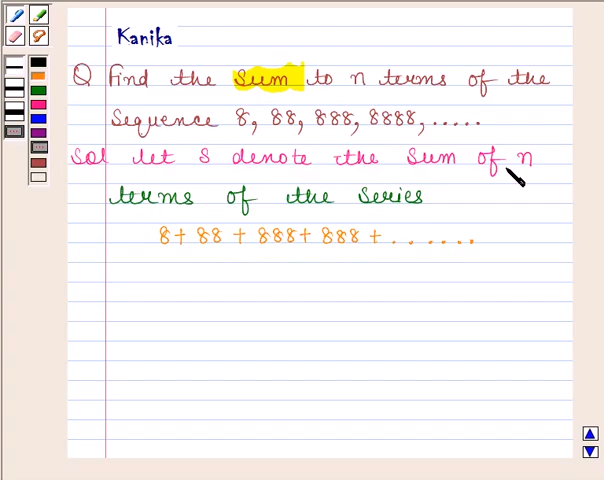 Kanika
Q Find the Sum to n terms of the
Sequence 8, 88, 888, 8888, .....
Sol let S denote the Sum of n
terms of the Series
8+ 88 + 888+ 888 + .......